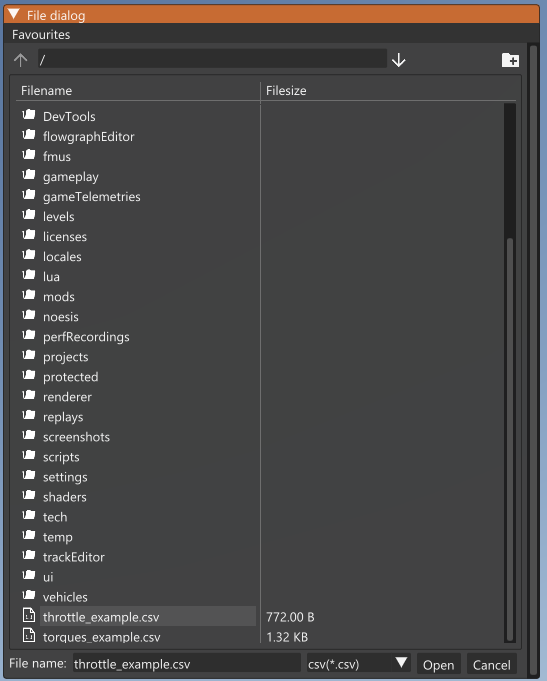 File dialog
Favourites
/
Filename Filesize
DevTools
flowgraphEditor
fmus
gameplay
gameTelemetries
levels
licenses
locales
lua
mods
noesis
perfRecordings
projects
protected
renderer
replays
screenshots
scripts
settings
shaders
tech
temp
trackEditor
ui
vehicles
throttle_example.csv 772.00 B
torques_example.csv 1.32 KB
File name: throttle_example.csv csv(*.csv) Open Cancel